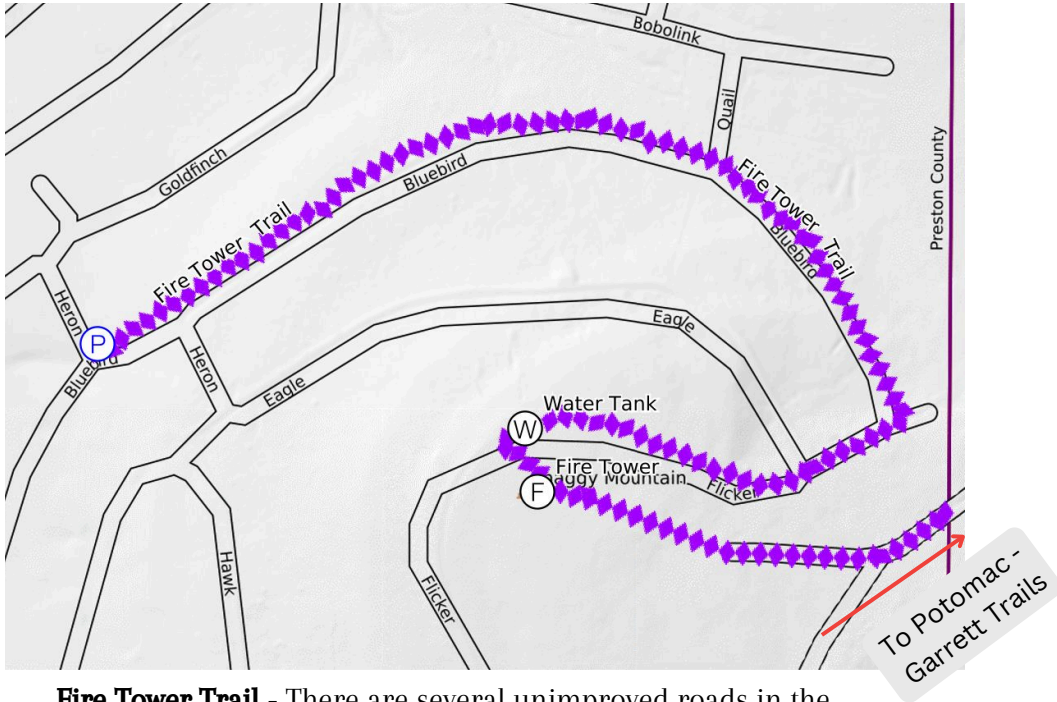 Bobolink
Quail
Preston County
Goldfinch
Bluebird
Fire Tower Trail
Fire Tower Trail
Bluebird
Heron
P
Bluebird
Heron
Eagle
Eagle
Water Tank
W
Fire Tower
aggy Mountain
F
Flicker
Hawk
Flicker
To Potomac -
Garrett Trails
Fire Tower Trail - There are several unimproved roads in the